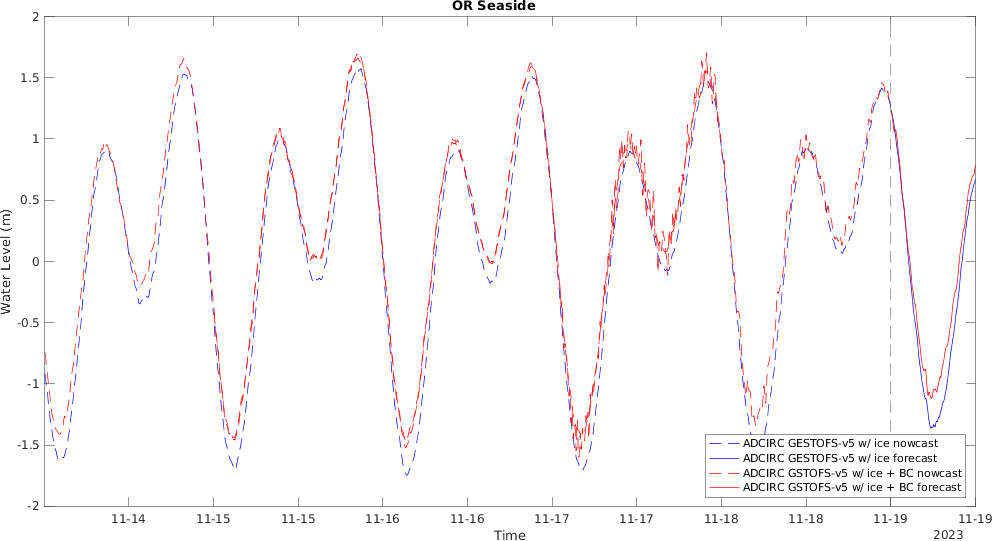 OR Seaside
Water Level (m)
2
1.5
1
0.5
0
-0.5
-1
-1.5
-2
ADCIRC GESTOFS-v5 w/ ice nowcast
ADCIRC GESTOFS-v5 w/ ice forecast
ADCIRC GSTOFS-v5 w/ ice + BC nowcast
ADCIRC GSTOFS-v5 w/ ice + BC forecast
11-14 11-15 11-15 11-16 11-16 11-17 11-17 11-18 11-18 11-19 11-19
Time
2023